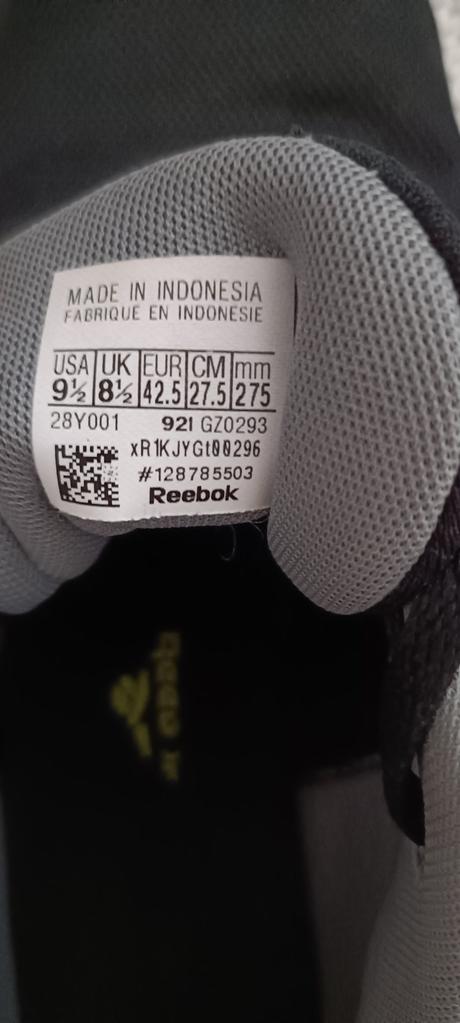 MADE IN INDONESIA
FABRIQUE EN INDONESIE
USA UK EUR CM mm
9½ 8½ 42.5 27.5 275
28Y001 92I GZ0293
xR1KJYGt00296
#128785503
Reebok